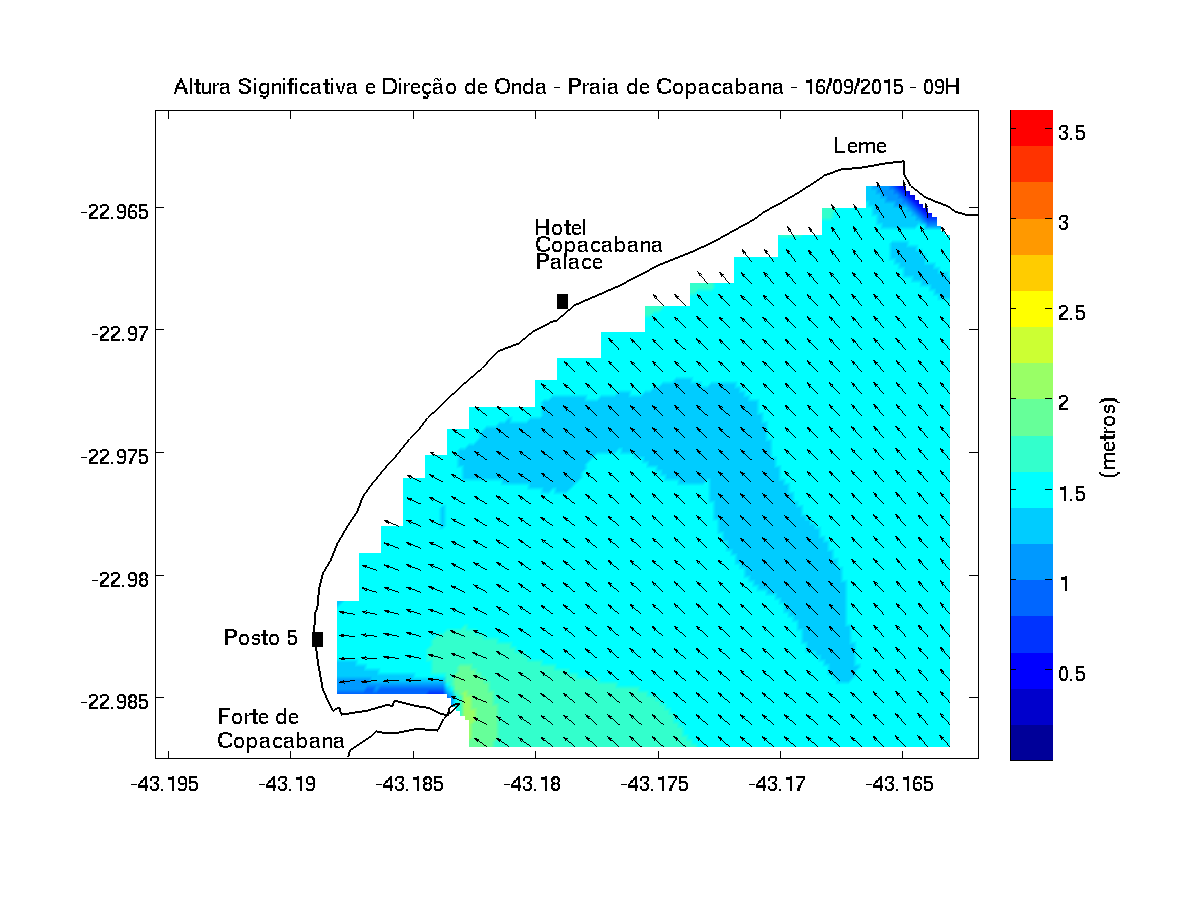 Altura Significativa e Direção de Onda - Praia de Copacabana - 16/09/2015 - 09H
Leme
Hotel
Copacabana
Palace
Posto 5
Forte de
Copacabana
-22.965
-22.97
-22.975
-22.98
-22.985
-43.195
-43.19
-43.185
-43.18
-43.175
-43.17
-43.165
3.5
3
2.5
2
1.5
1
0.5
(metros)